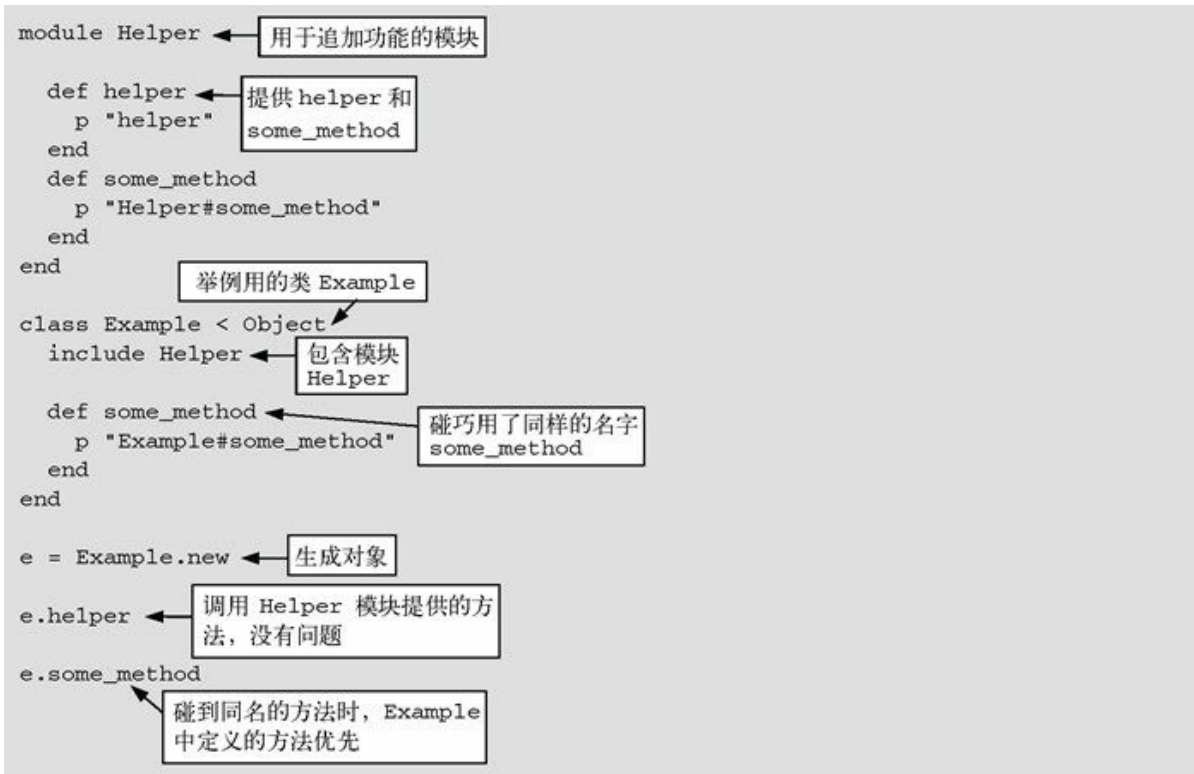 module Helper
用于追加功能的模块
def helper
提供 helper 和
some_method
p "helper"
end
def some_method
p "Helper#some_method"
end
end
举例用的类 Example
class Example < Object
include Helper
包含模块
Helper
def some_method
碰巧用了同样的名字
some_method
p "Example#some_method"
end
end
e = Example.new
生成对象
e.helper
调用 Helper 模块提供的方
法，没有问题
e.some_method
碰到同名的方法时，Example
中定义的方法优先